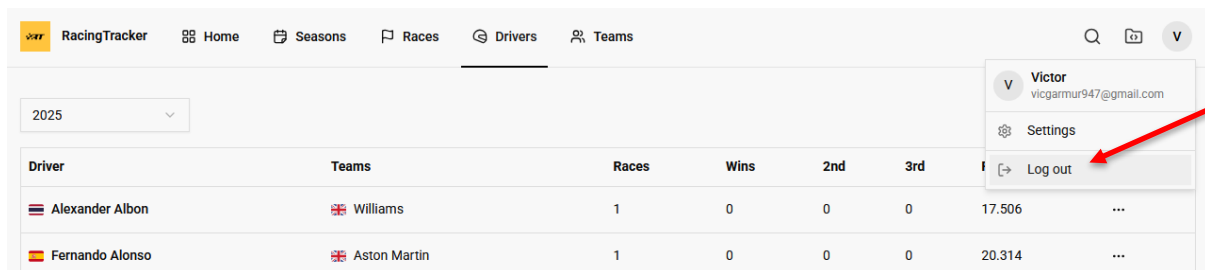 RacingTracker Home Seasons Races Drivers Teams V
V Victor
vicgarmur947@gmail.com
2025
Settings
Driver Teams Races Wins 2nd 3rd
Log out
Alexander Albon Williams 1 0 0 0 17.506 ...
Fernando Alonso Aston Martin 1 0 0 0 20.314 ...